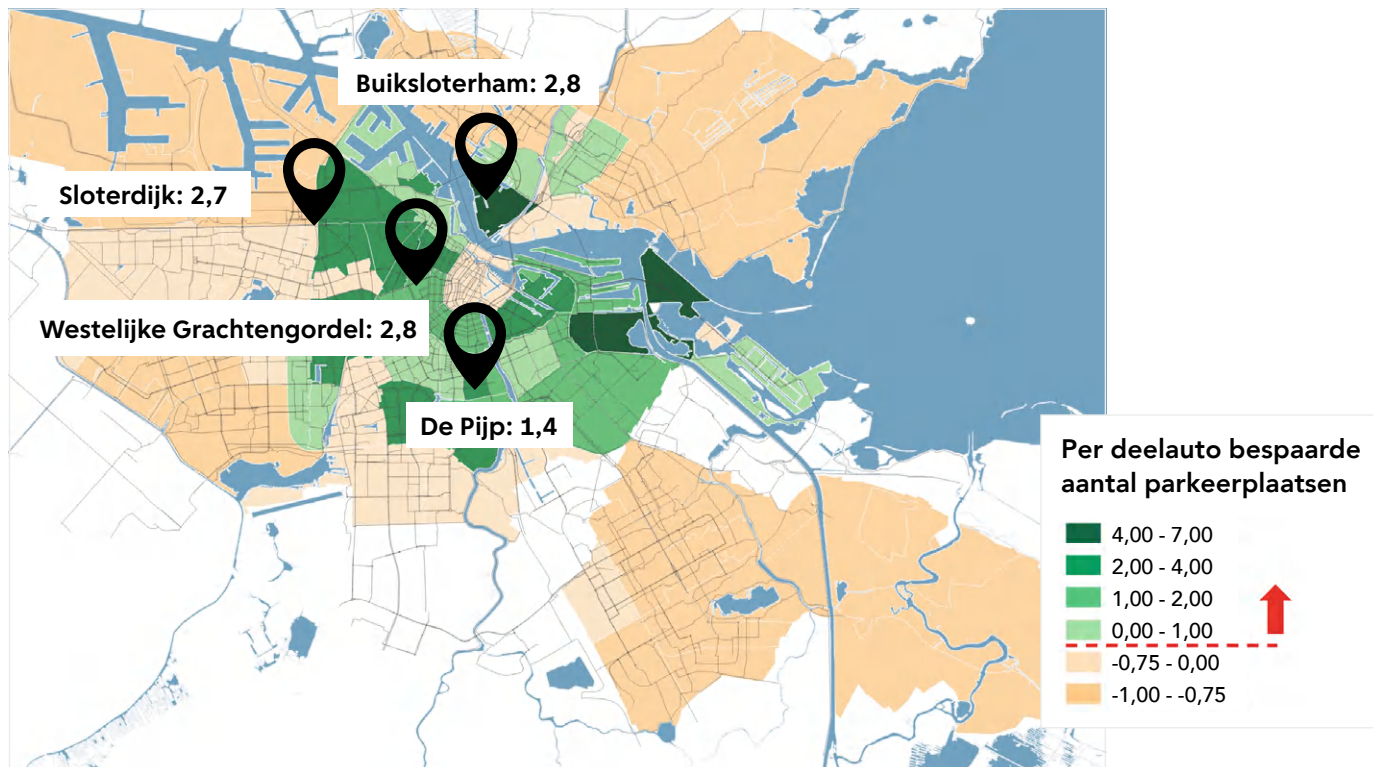 Buiksloterham: 2,8
Sloterdijk: 2,7
Westelijke Grachtengordel: 2,8
De Pijp: 1,4
Per deelauto bespaarde
aantal parkeerplaatsen
4,00 - 7,00
2,00 - 4,00
1,00 - 2,00
0,00 - 1,00
-0,75 - 0,00
-1,00 - -0,75